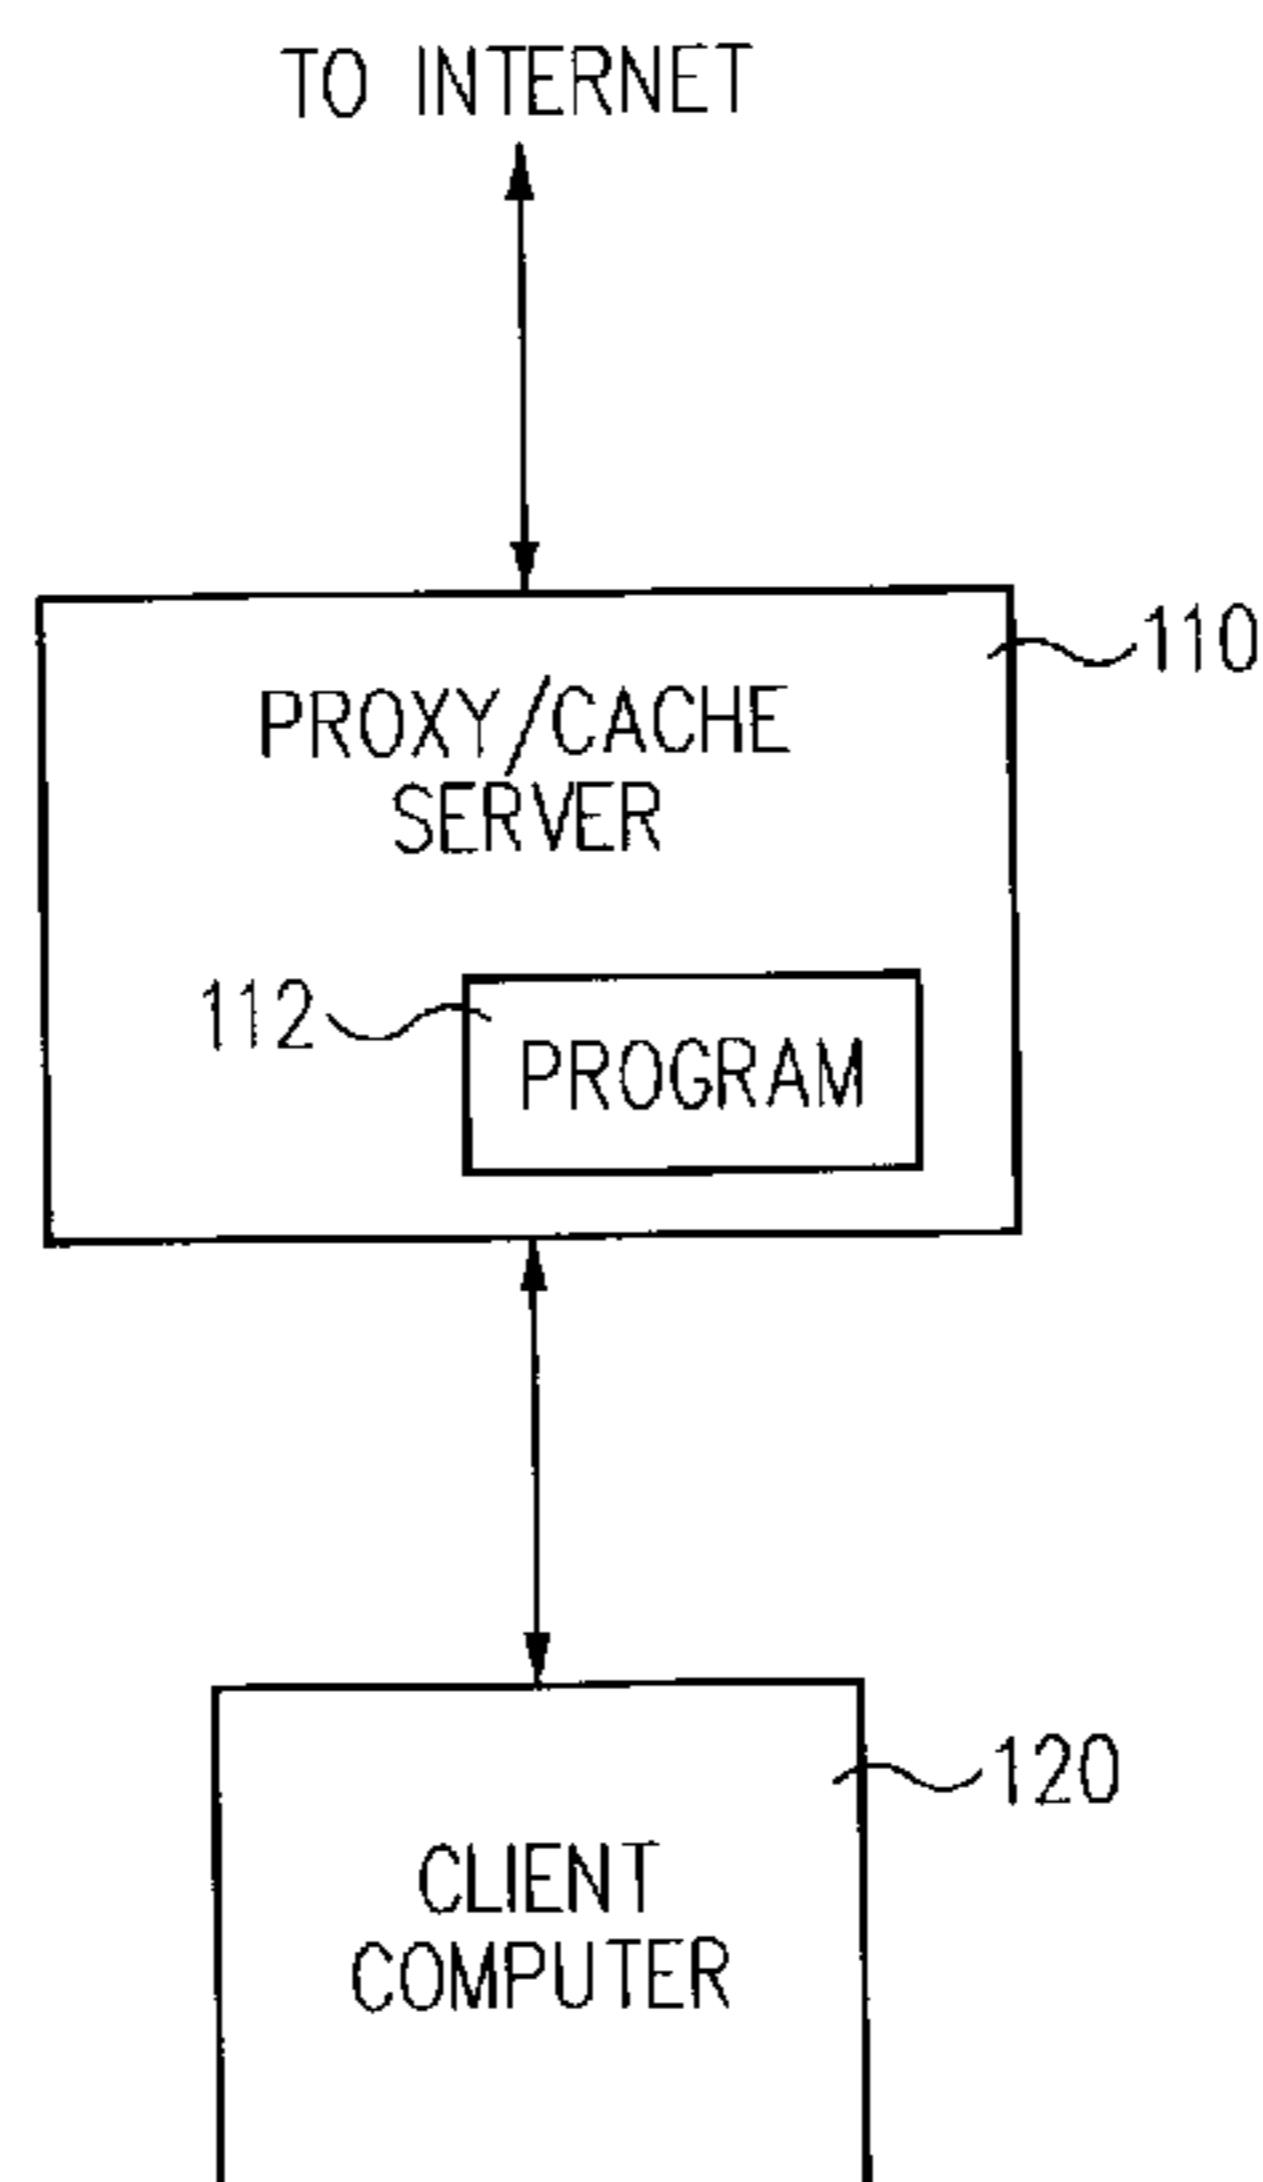 TO INTERNET
110
PROXY/CACHE
SERVER
112
PROGRAM
120
CLIENT
COMPUTER